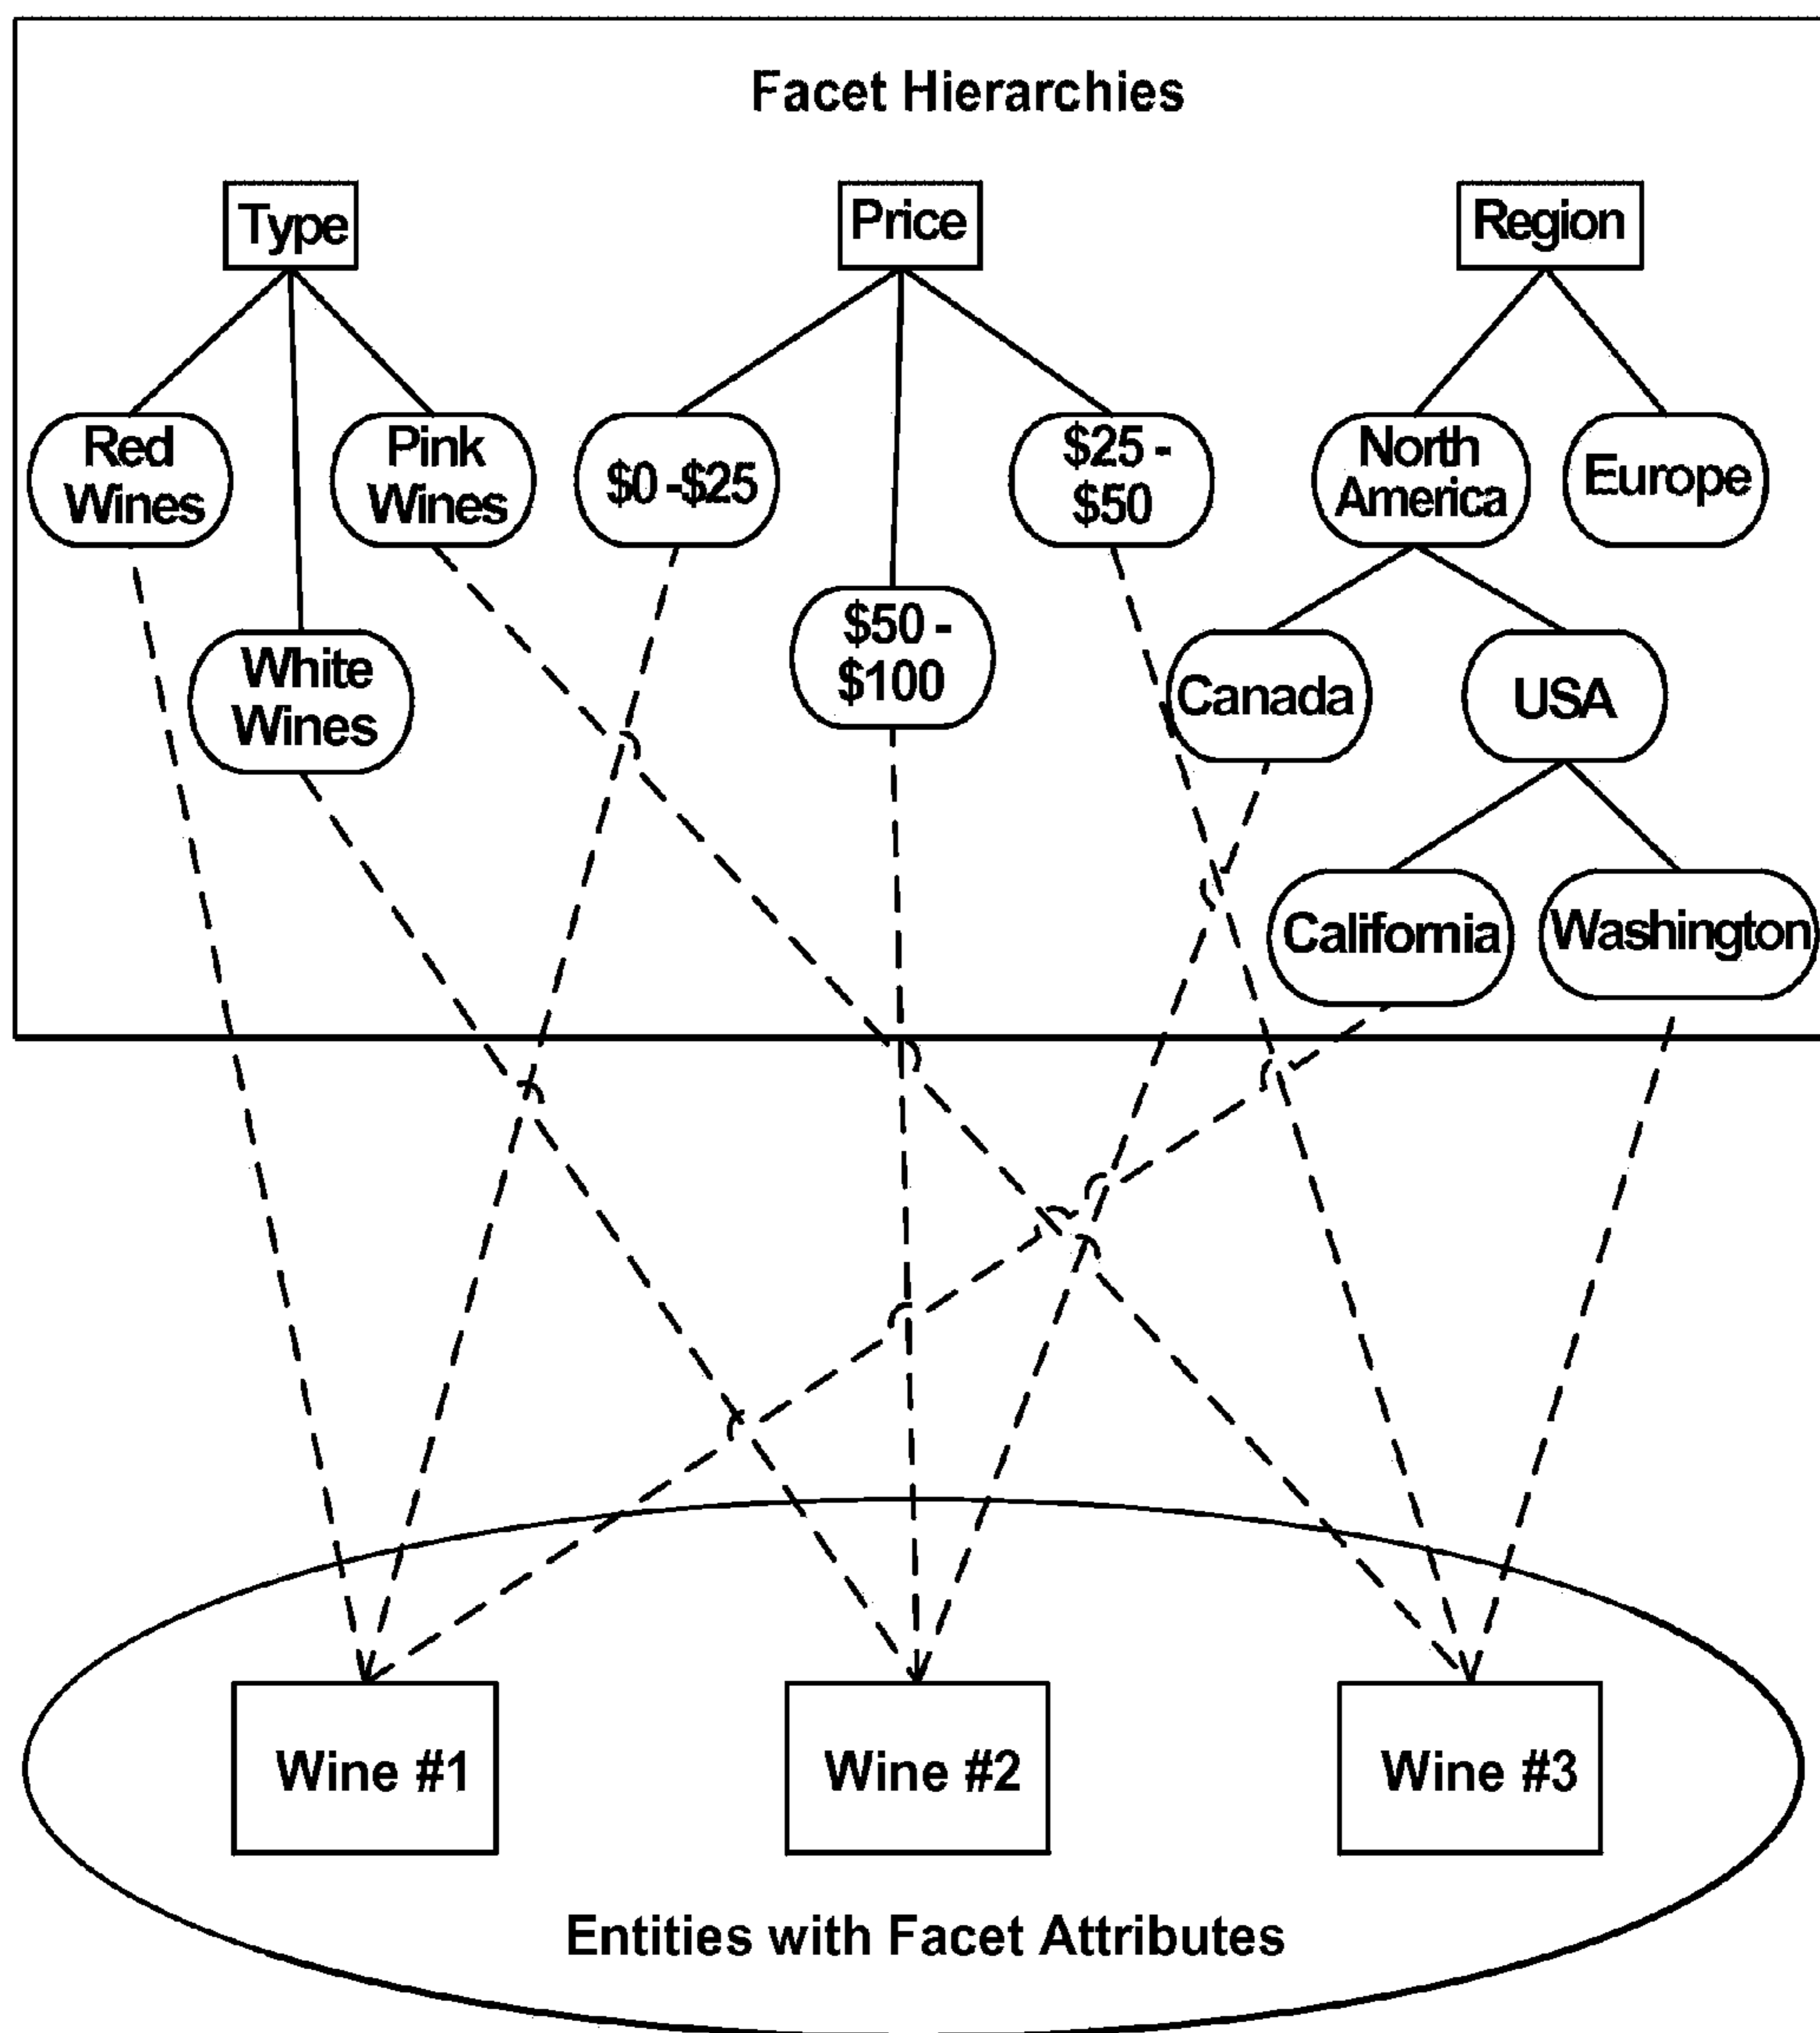 Facet Hierarchies
Type
Price
Region
Red
Wines
Pink
Wines
$0 -$25
$25 -
$50
North
America
Europe
White
Wines
$50 -
$100
Canada
USA
California
Washington
Wine #1
Wine #2
Wine #3
Entities with Facet Attributes